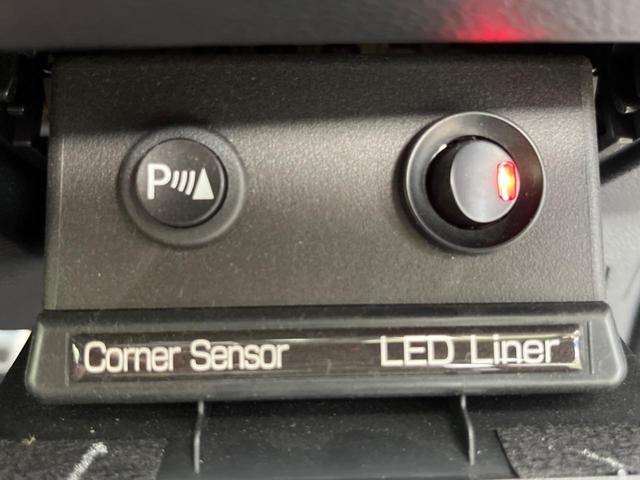 P
Corner Sensor
LED Liner